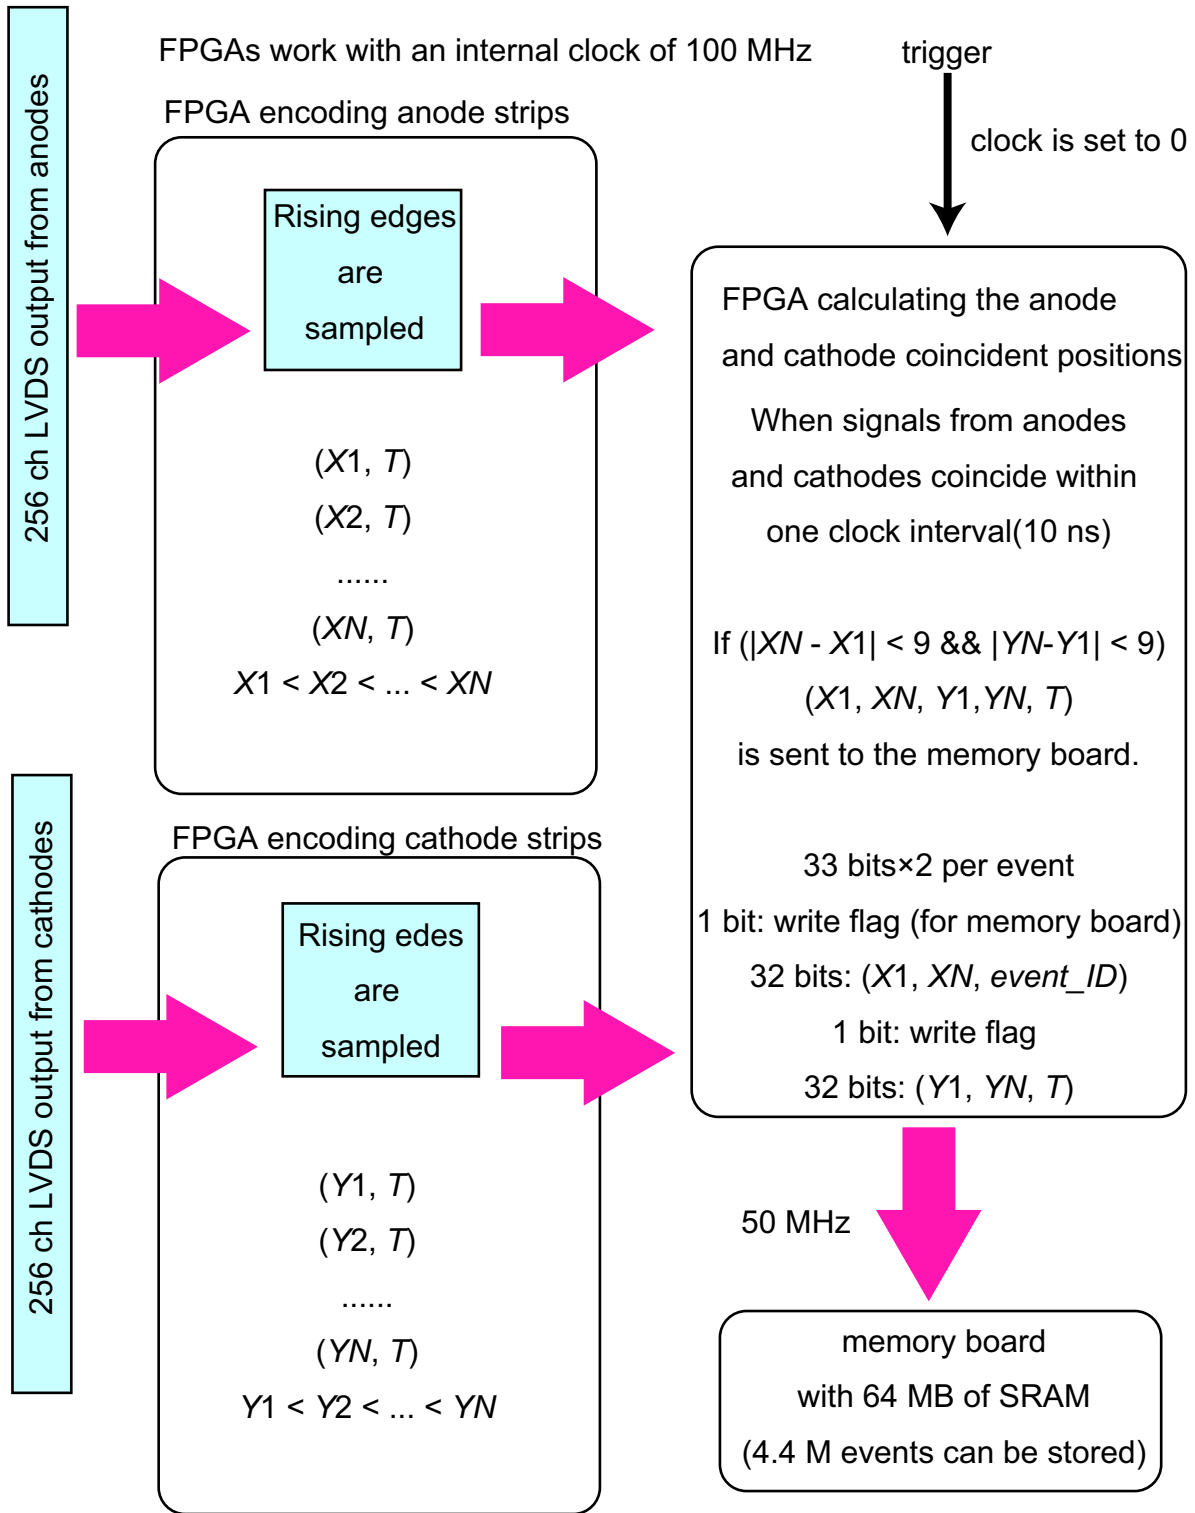 FPGAs work with an internal clock of 100 MHz
trigger
clock is set to 0
256 ch LVDS output from anodes
FPGA encoding anode strips
Rising edges
are
sampled
(X1, T)
(X2, T)
......
(XN, T)
X1 < X2 < ... < XN
256 ch LVDS output from cathodes
FPGA encoding cathode strips
Rising edes
are
sampled
(Y1, T)
(Y2, T)
......
(YN, T)
Y1 < Y2 < ... < YN
FPGA calculating the anode
and cathode coincident positions
When signals from anodes
and cathodes coincide within
one clock interval(10 ns)
If (|XN - X1| < 9 && |YN-Y1| < 9)
(X1, XN, Y1,YN, T)
is sent to the memory board.
33 bits×2 per event
1 bit: write flag (for memory board)
32 bits: (X1, XN, event_ID)
1 bit: write flag
32 bits: (Y1, YN, T)
50 MHz
memory board
with 64 MB of SRAM
(4.4 M events can be stored)